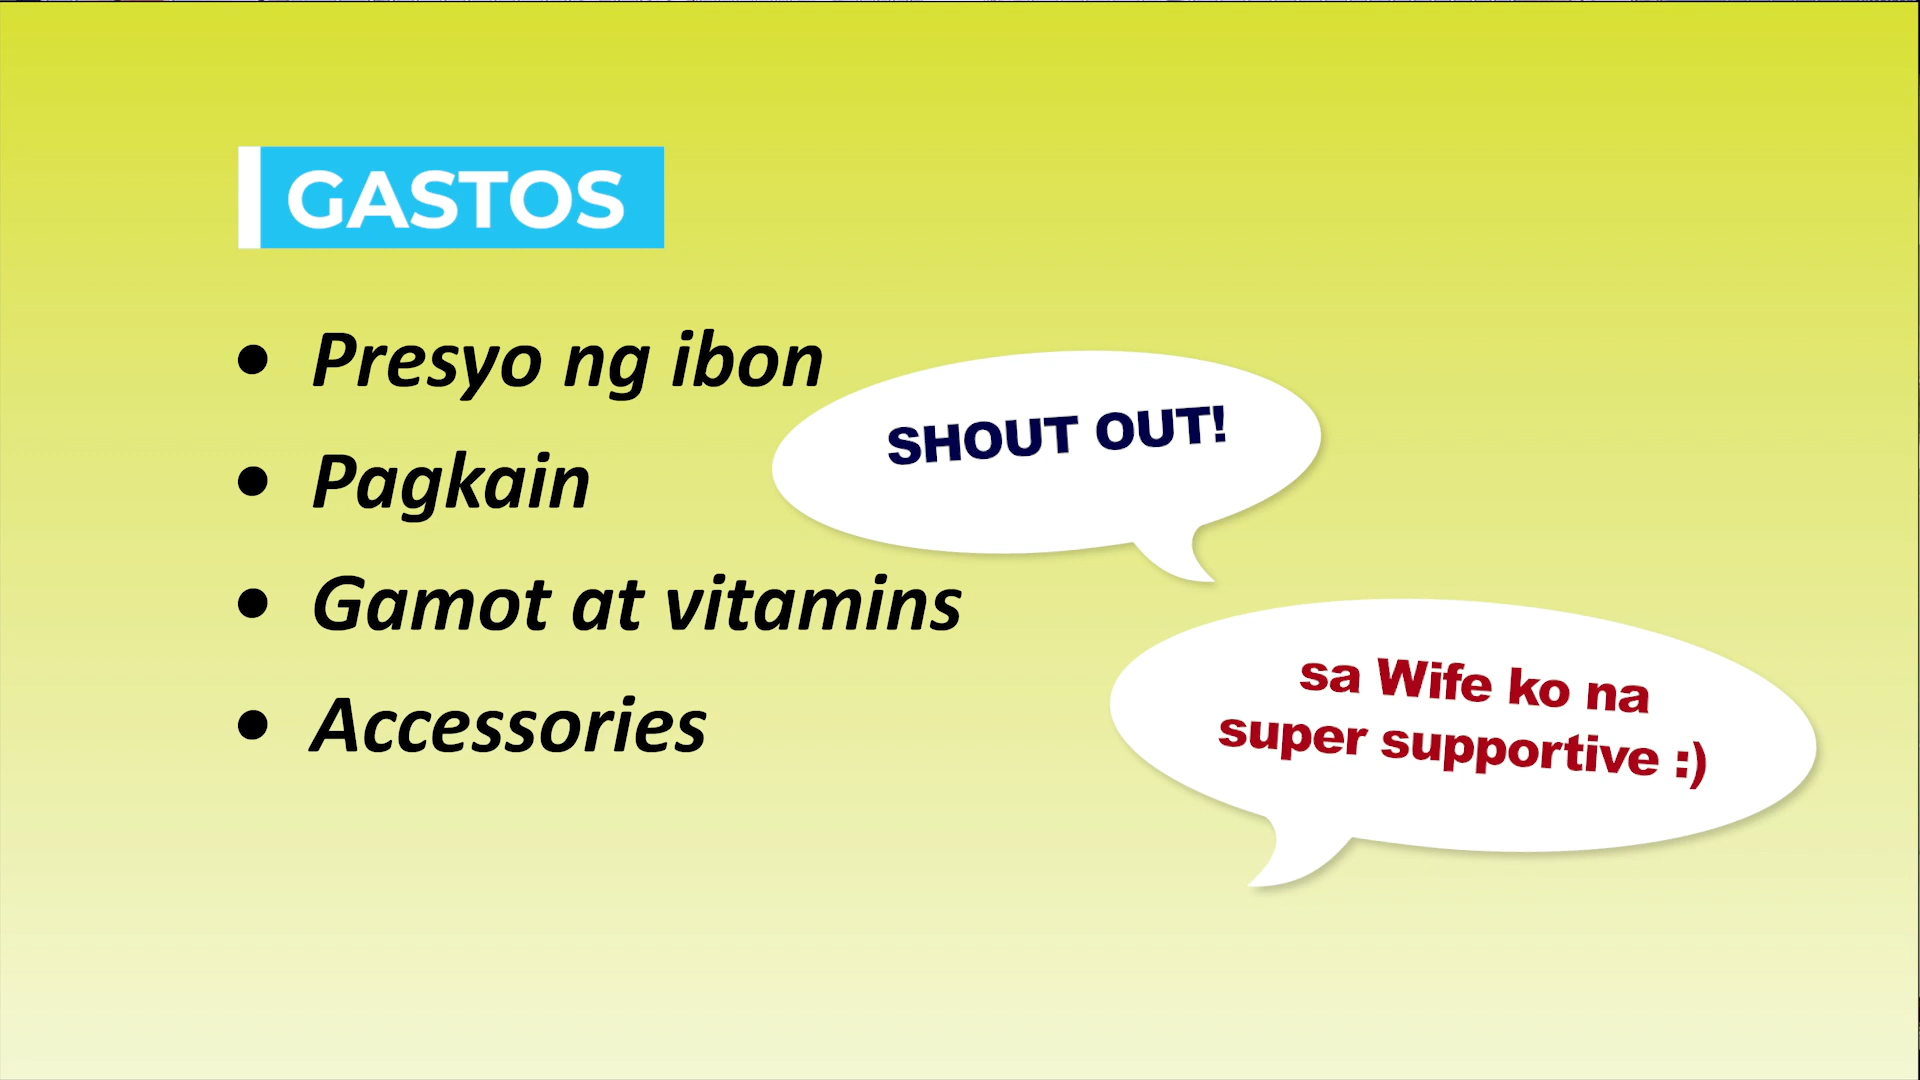 GASTOS
• Presyo ng ibon
• Pagkain
• Gamot at vitamins
• Accessories
SHOUT OUT!
sa Wife ko na
super supportive :)